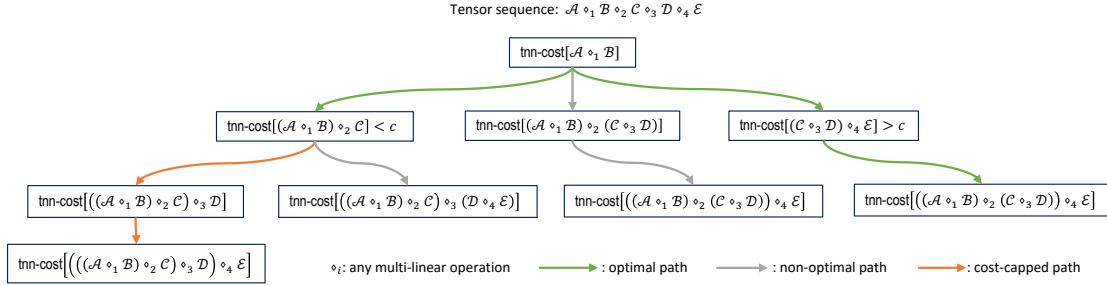 Tensor sequence: 𝒜 ⋄₁ ℬ ⋄₂ 𝒞 ⋄₃ 𝒟 ⋄₄ ℰ
tnn-cost[𝒜 ⋄₁ ℬ]
tnn-cost[(𝒜 ⋄₁ ℬ) ⋄₂ 𝒞] < c
tnn-cost[(𝒜 ⋄₁ ℬ) ⋄₂ (𝒞 ⋄₃ 𝒟)]
tnn-cost[(𝒞 ⋄₃ 𝒟) ⋄₄ ℰ] > c
tnn-cost[((𝒜 ⋄₁ ℬ) ⋄₂ 𝒞) ⋄₃ 𝒟]
tnn-cost[((𝒜 ⋄₁ ℬ) ⋄₂ 𝒞) ⋄₃ (𝒟 ⋄₄ ℰ)]
tnn-cost[((𝒜 ⋄₁ ℬ) ⋄₂ (𝒞 ⋄₃ 𝒟)) ⋄₄ ℰ]
tnn-cost[((𝒜 ⋄₁ ℬ) ⋄₂ (𝒞 ⋄₃ 𝒟)) ⋄₄ ℰ]
tnn-cost[(((𝒜 ⋄₁ ℬ) ⋄₂ 𝒞) ⋄₃ 𝒟) ⋄₄ ℰ]
⋄ᵢ: any multi-linear operation
: optimal path
: non-optimal path
: cost-capped path